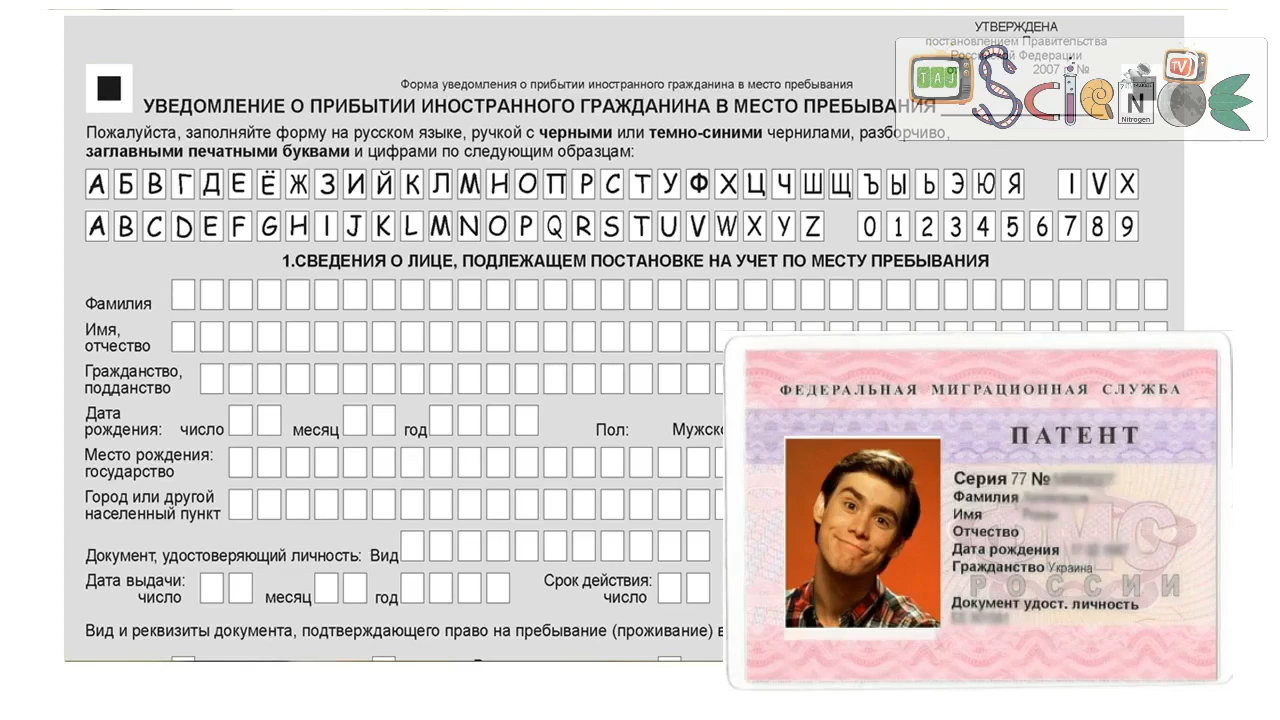 УТВЕРЖДЕНА
постановлением Правительства
Российской Федерации
2007 г. №
Форма уведомления о прибытии иностранного гражданина в место пребывания
УВЕДОМЛЕНИЕ О ПРИБЫТИИ ИНОСТРАННОГО ГРАЖДАНИНА В МЕСТО ПРЕБЫВАНИЯ
Пожалуйста, заполняйте форму на русском языке, ручкой с черными или темно-синими чернилами, разборчиво,
заглавными печатными буквами и цифрами по следующим образцам:
А Б В Г Д Е Ё Ж З И Й К Л М Н О П Р С Т У Ф Х Ц Ч Ш Щ Ъ Ы Ь Э Ю Я I V X
A B C D E F G H I J K L M N O P Q R S T U V W X Y Z 0 1 2 3 4 5 6 7 8 9
1.СВЕДЕНИЯ О ЛИЦЕ, ПОДЛЕЖАЩЕМ ПОСТАНОВКЕ НА УЧЕТ ПО МЕСТУ ПРЕБЫВАНИЯ
Фамилия
Имя,
отчество
Гражданство,
подданство
Дата
рождения: число месяц год Пол: Мужско
Место рождения:
государство
Город или другой
населенный пункт
Документ, удостоверяющий личность: Вид
Дата выдачи: Срок действия:
число месяц год число
Вид и реквизиты документа, подтверждающего право на пребывание (проживание) в
TAJ
Science
TV
N
Nitrogen
ФЕДЕРАЛЬНАЯ МИГРАЦИОННАЯ СЛУЖБА
ПАТЕНТ
Серия 77 №
Фамилия
Имя
Отчество
Дата рождения
Гражданство Украина
ФМС
РОССИИ
Документ удост. личность